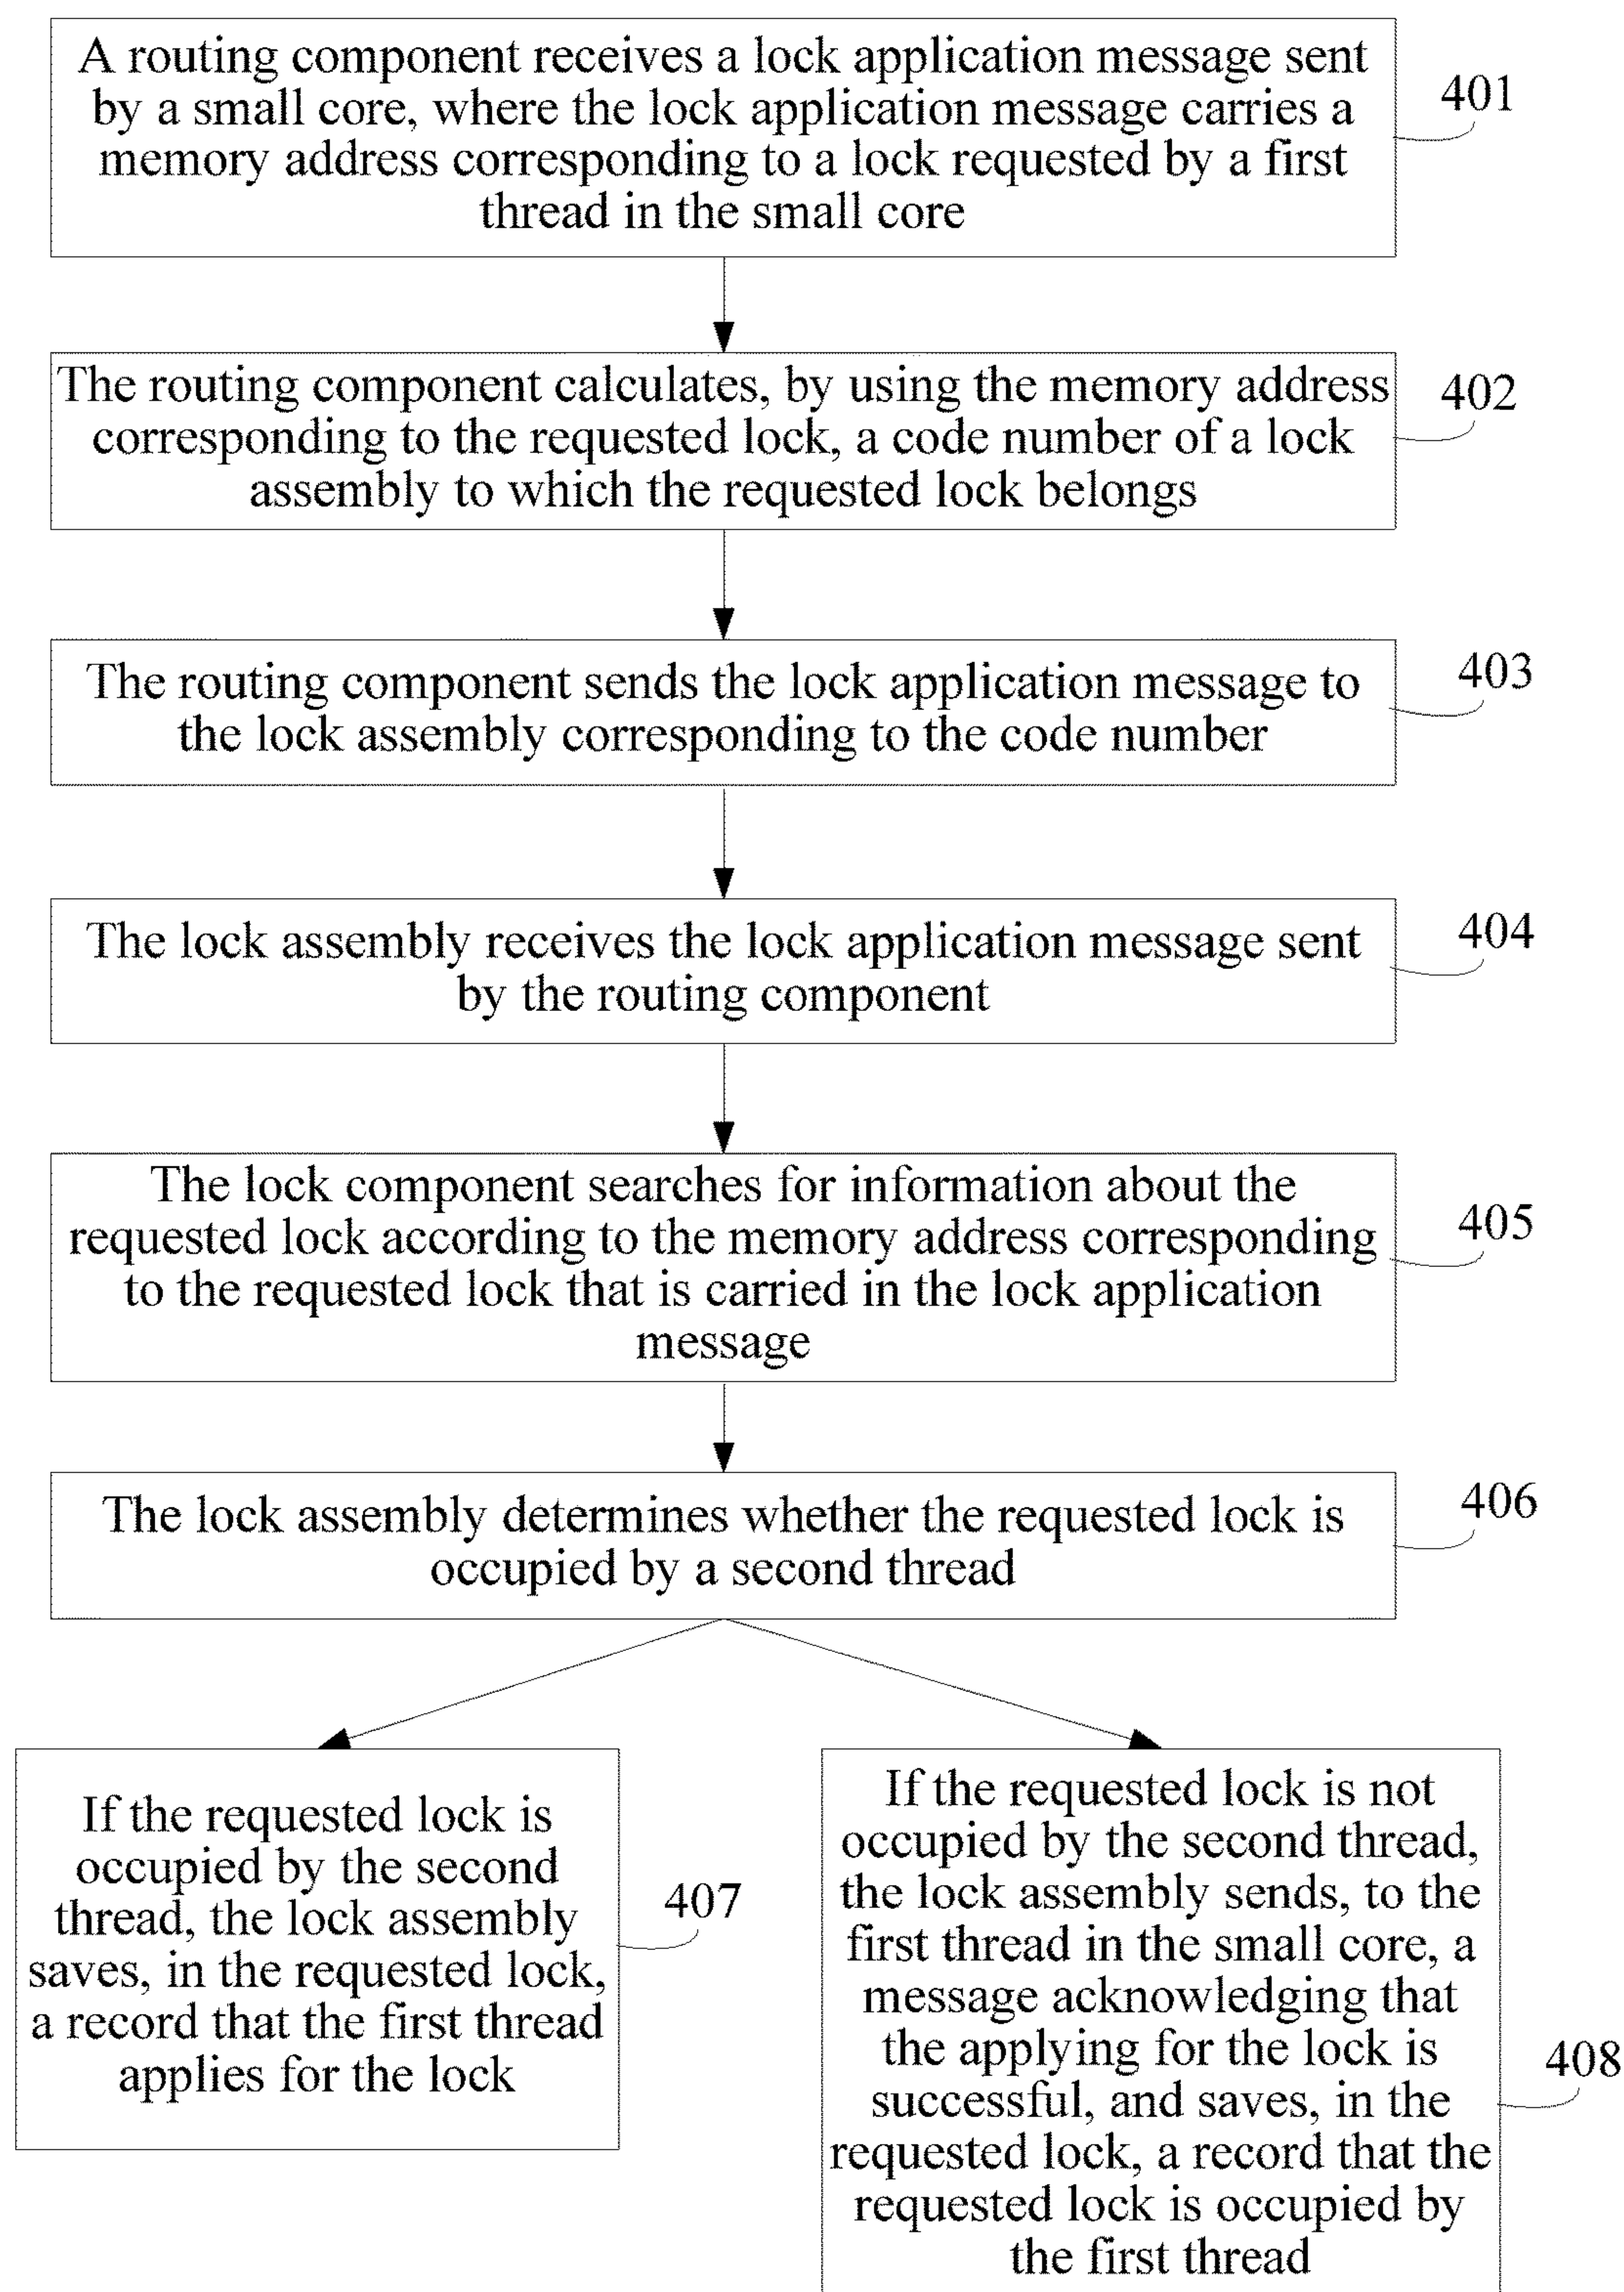 A routing component receives a lock application message sent
by a small core, where the lock application message carries a
memory address corresponding to a lock requested by a first
thread in the small core
401
The routing component calculates, by using the memory address
corresponding to the requested lock, a code number of a lock
assembly to which the requested lock belongs
402
The routing component sends the lock application message to
the lock assembly corresponding to the code number
403
The lock assembly receives the lock application message sent
by the routing component
404
The lock component searches for information about the
requested lock according to the memory address corresponding
to the requested lock that is carried in the lock application
message
405
The lock assembly determines whether the requested lock is
occupied by a second thread
406
If the requested lock is
occupied by the second
thread, the lock assembly
saves, in the requested lock,
a record that the first thread
applies for the lock
407
If the requested lock is not
occupied by the second thread,
the lock assembly sends, to the
first thread in the small core, a
message acknowledging that
the applying for the lock is
successful, and saves, in the
requested lock, a record that the
requested lock is occupied by
the first thread
408